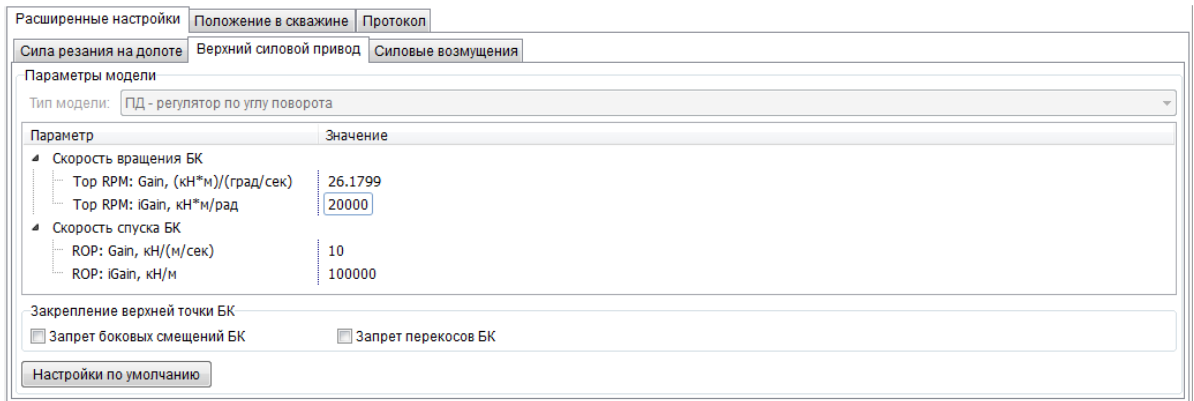 Расширенные настройки Положение в скважине Протокол
Сила резания на долоте Верхний силовой привод Силовые возмущения
Параметры модели
Тип модели: ПД - регулятор по углу поворота
Параметр Значение
Скорость вращения БК
Top RPM: Gain, (кН*м)/(град/сек) 26.1799
Top RPM: iGain, кН*м/рад 20000
Скорость спуска БК
ROP: Gain, кН/(м/сек) 10
ROP: iGain, кН/м 100000
Закрепление верхней точки БК
Запрет боковых смещений БК Запрет перекосов БК
Настройки по умолчанию